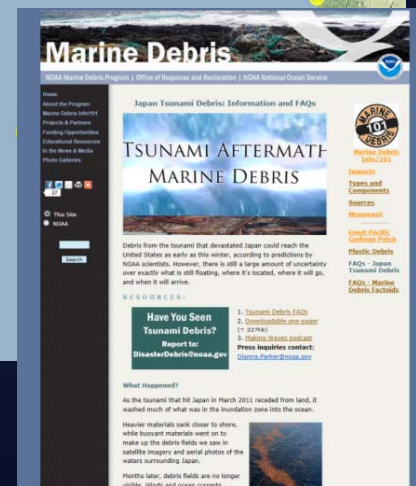 Marine Debris
NOAA Marine Debris Program | Office of Response and Restoration | NOAA National Ocean Service
Home
About the Program
Marine Debris Info/101
Projects & Partners
Funding Opportunities
Educational Resources
In the News & Media
Photo Galleries
37
This Site
NOAA
Search
Japan Tsunami Debris: Information and FAQs
TSUNAMI AFTERMATH
MARINE DEBRIS
Debris from the tsunami that devastated Japan could reach the
United States as early as this winter, according to predictions by
NOAA scientists. However, there is still a large amount of uncertainty
over exactly what is still floating, where it's located, where it will go,
and when it will arrive.
RESOURCES:
Have You Seen
Tsunami Debris?
Report to:
DisasterDebris@noaa.gov
1. Tsunami Debris FAQs
2. Downloadable one-pager
227kb)
3. Making Waves podcast
Press inquiries contact:
Dianna.Parker@noaa.gov
What Happened?
As the tsunami that hit Japan in March 2011 receded from land, it
washed much of what was in the inundation zone into the ocean.
Heavier materials sank closer to shore,
while buoyant materials went on to
make up the debris fields we saw in
satellite imagery and aerial photos of the
waters surrounding Japan.
Months later, debris fields are no longer
visible. Winds and ocean currents
MARINE
101
DEBRIS
Marine Debris
Info/101
Impacts
Types and
Components
Sources
Movement
Great Pacific
Garbage Patch
Plastic Debris
FAQs - Japan
Tsunami Debris
FAQs - Marine
Debris Factoids